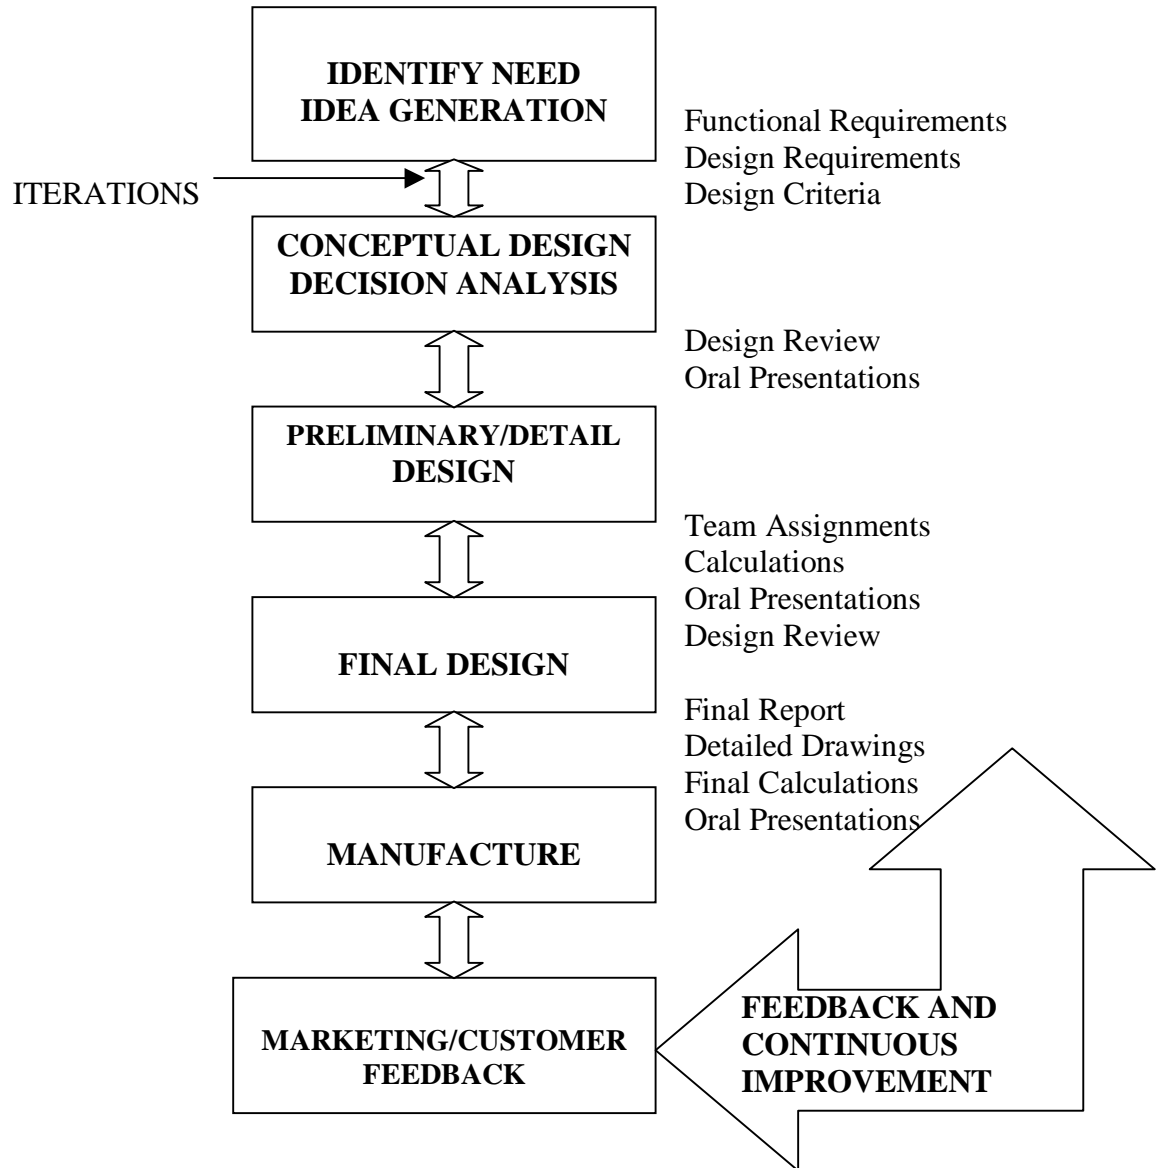 IDENTIFY NEED
IDEA GENERATION
Functional Requirements
Design Requirements
Design Criteria
ITERATIONS
CONCEPTUAL DESIGN
DECISION ANALYSIS
Design Review
Oral Presentations
PRELIMINARY/DETAIL
DESIGN
Team Assignments
Calculations
Oral Presentations
Design Review
FINAL DESIGN
Final Report
Detailed Drawings
Final Calculations
Oral Presentations
MANUFACTURE
MARKETING/CUSTOMER
FEEDBACK
FEEDBACK AND
CONTINUOUS
IMPROVEMENT